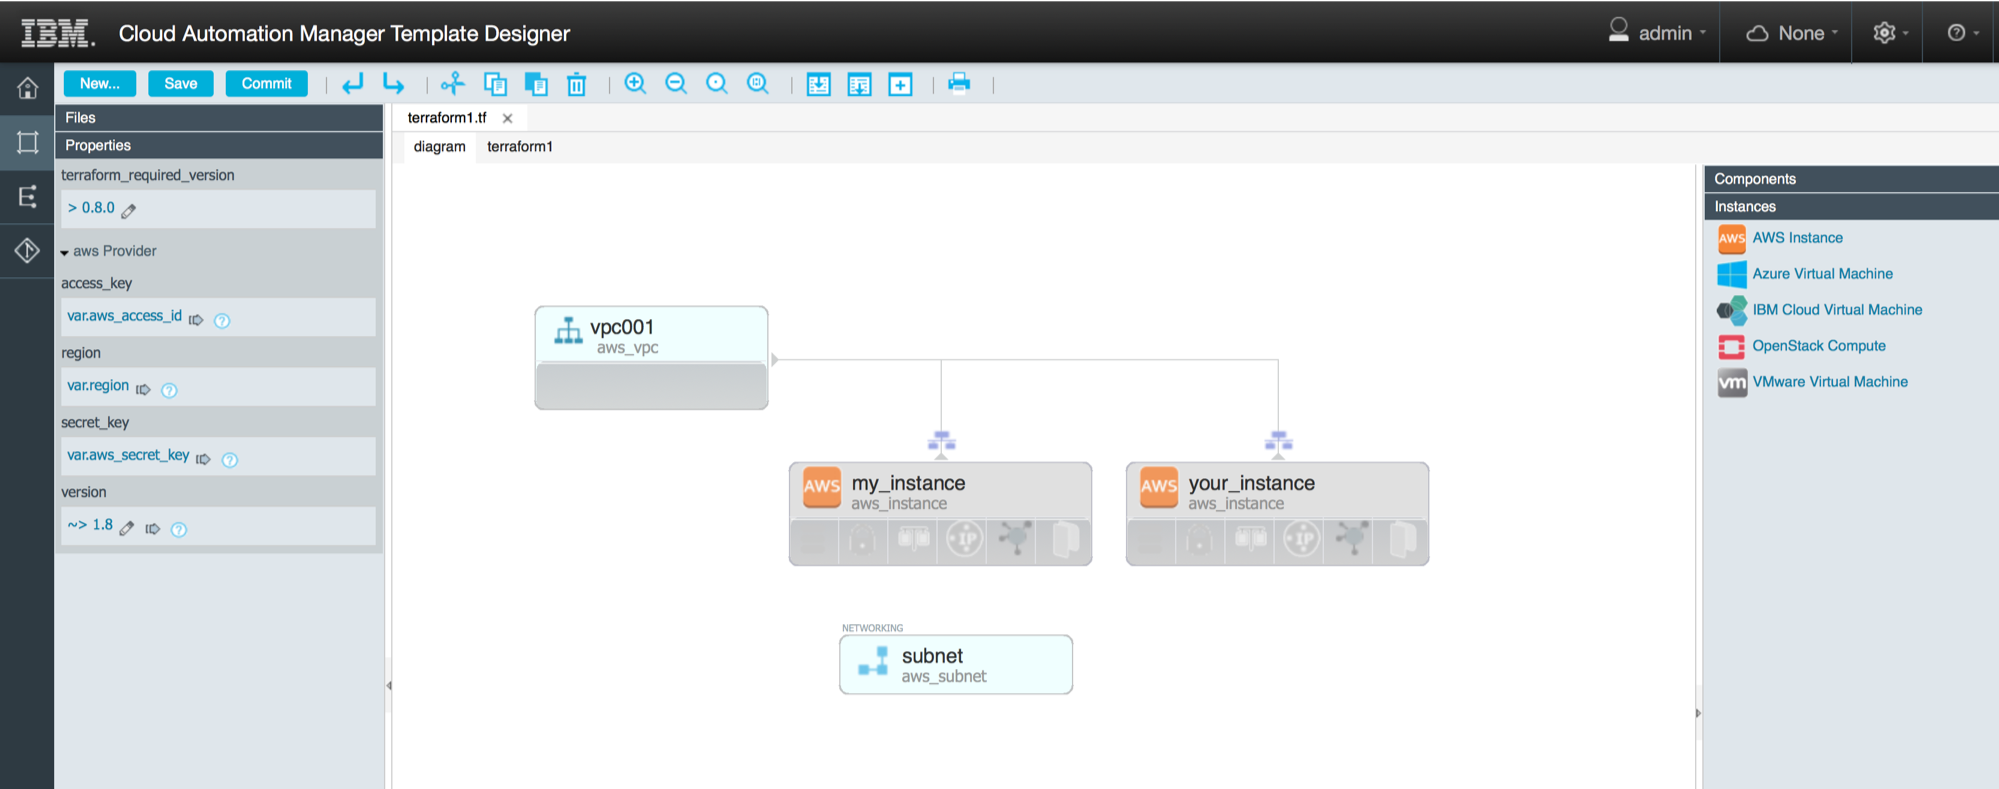 IBM. Cloud Automation Manager Template Designer
admin
None
New...
Save
Commit
Files
Properties
terraform_required_version
> 0.8.0
aws Provider
access_key
var.aws_access_id
region
var.region
secret_key
var.aws_secret_key
version
~> 1.8
terraform1.tf
diagram terraform1
vpc001
aws_vpc
AWS my_instance
aws_instance
IP
AWS your_instance
aws_instance
IP
NETWORKING
subnet
aws_subnet
Components
Instances
AWS AWS Instance
Azure Virtual Machine
IBM Cloud Virtual Machine
OpenStack Compute
vm VMware Virtual Machine